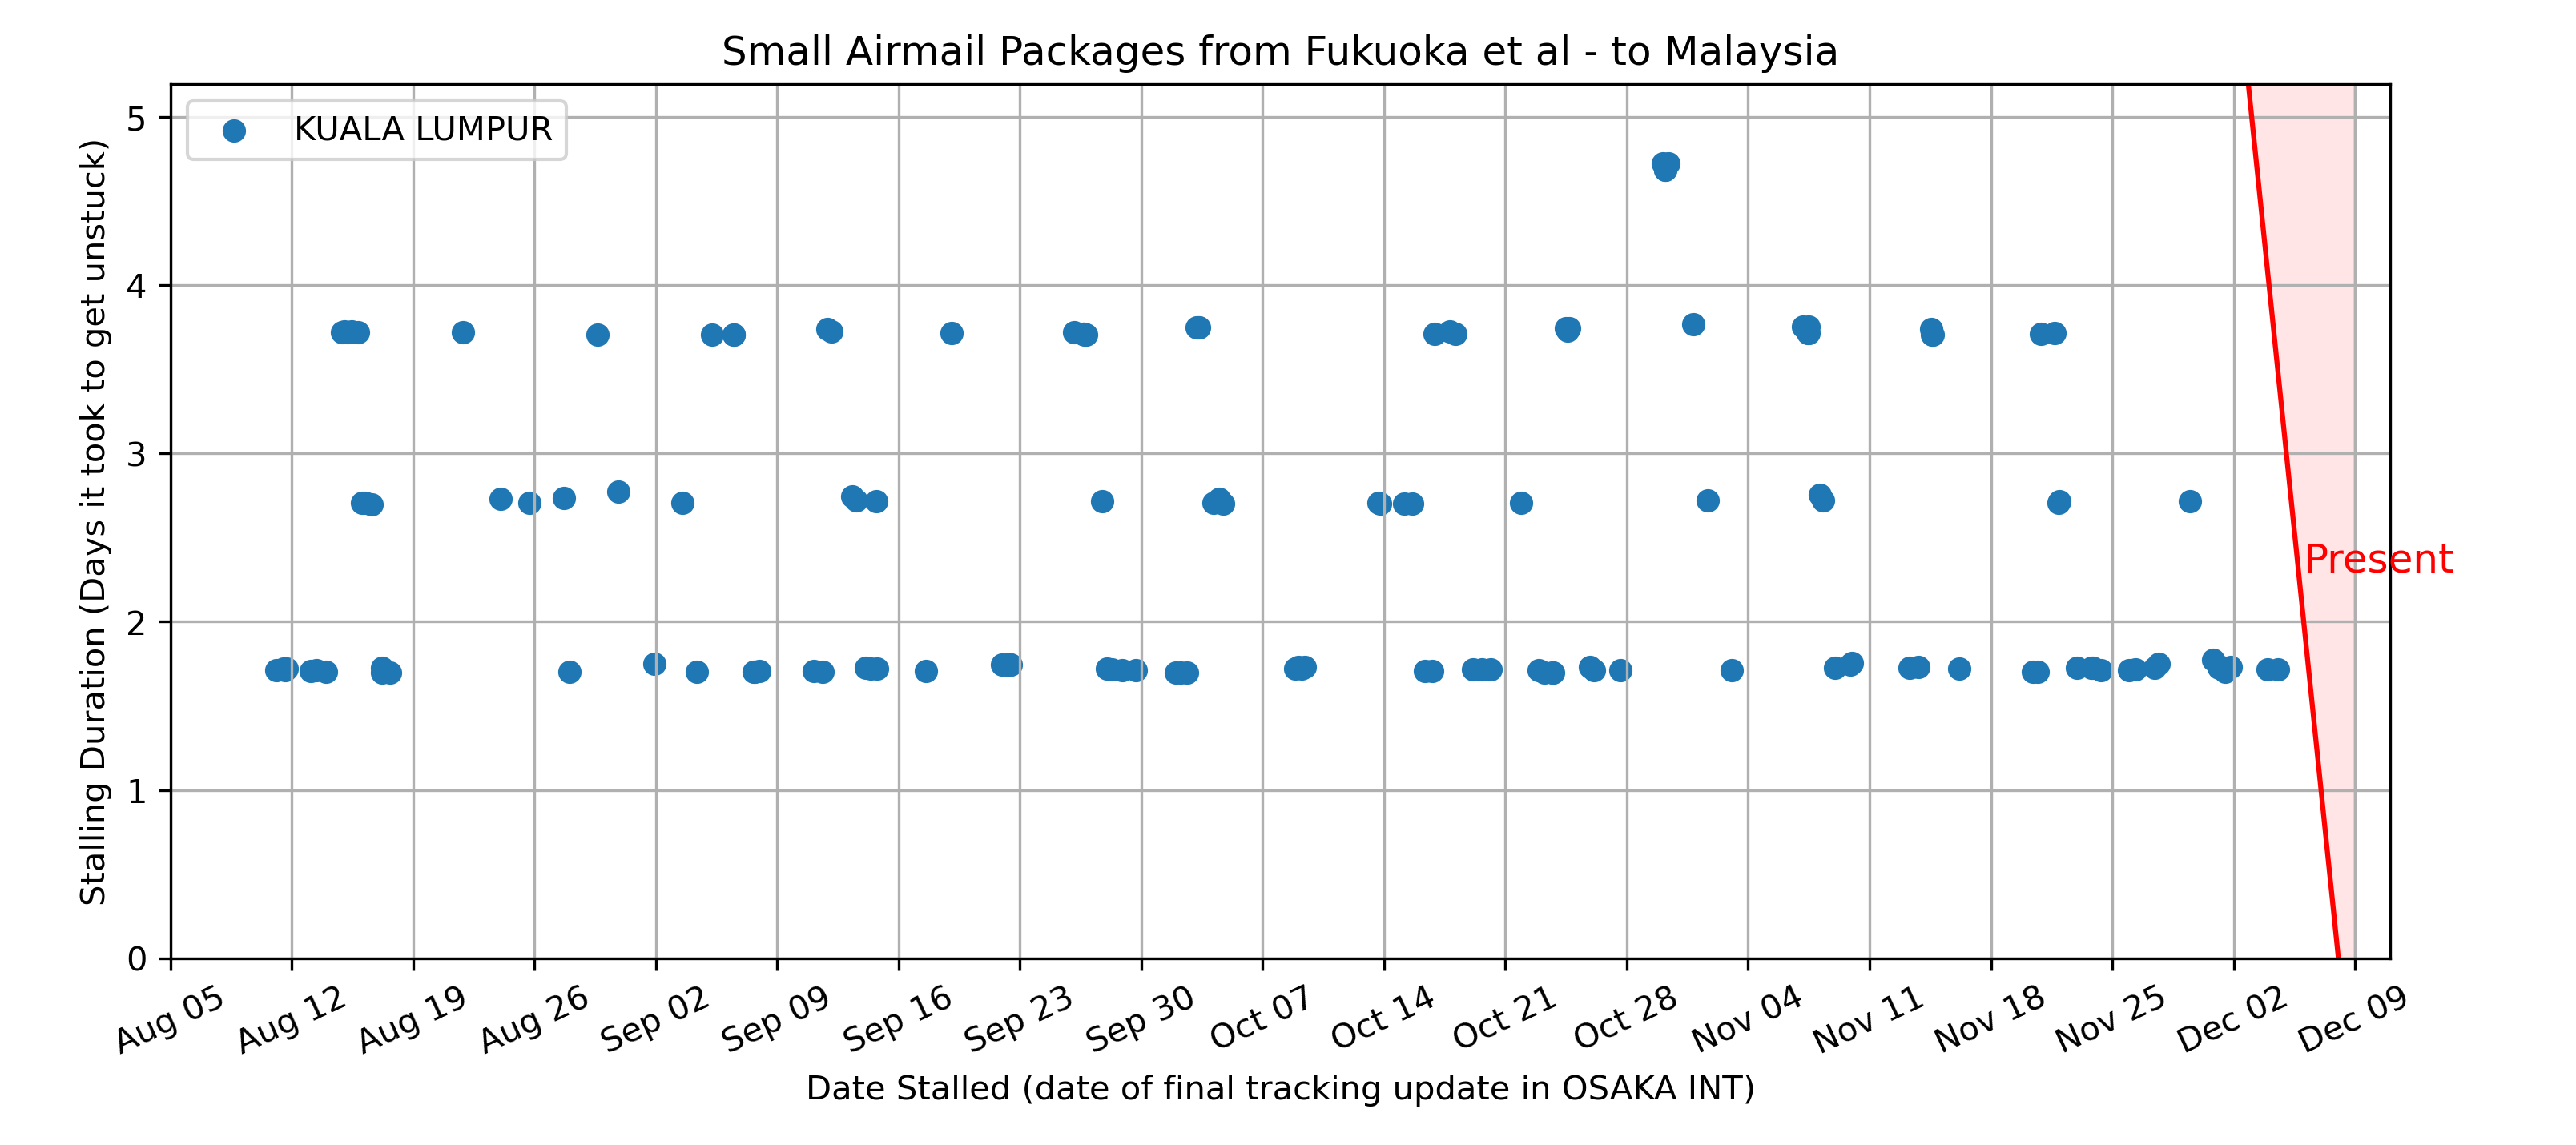 Small Airmail Packages from Fukuoka et al - to Malaysia
KUALA LUMPUR
Stalling Duration (Days it took to get unstuck)
5
4
3
2
1
0
Present
Aug 05
Aug 12
Aug 19
Aug 26
Sep 02
Sep 09
Sep 16
Sep 23
Sep 30
Oct 07
Oct 14
Oct 21
Oct 28
Nov 04
Nov 11
Nov 18
Nov 25
Dec 02
Dec 09
Date Stalled (date of final tracking update in OSAKA INT)